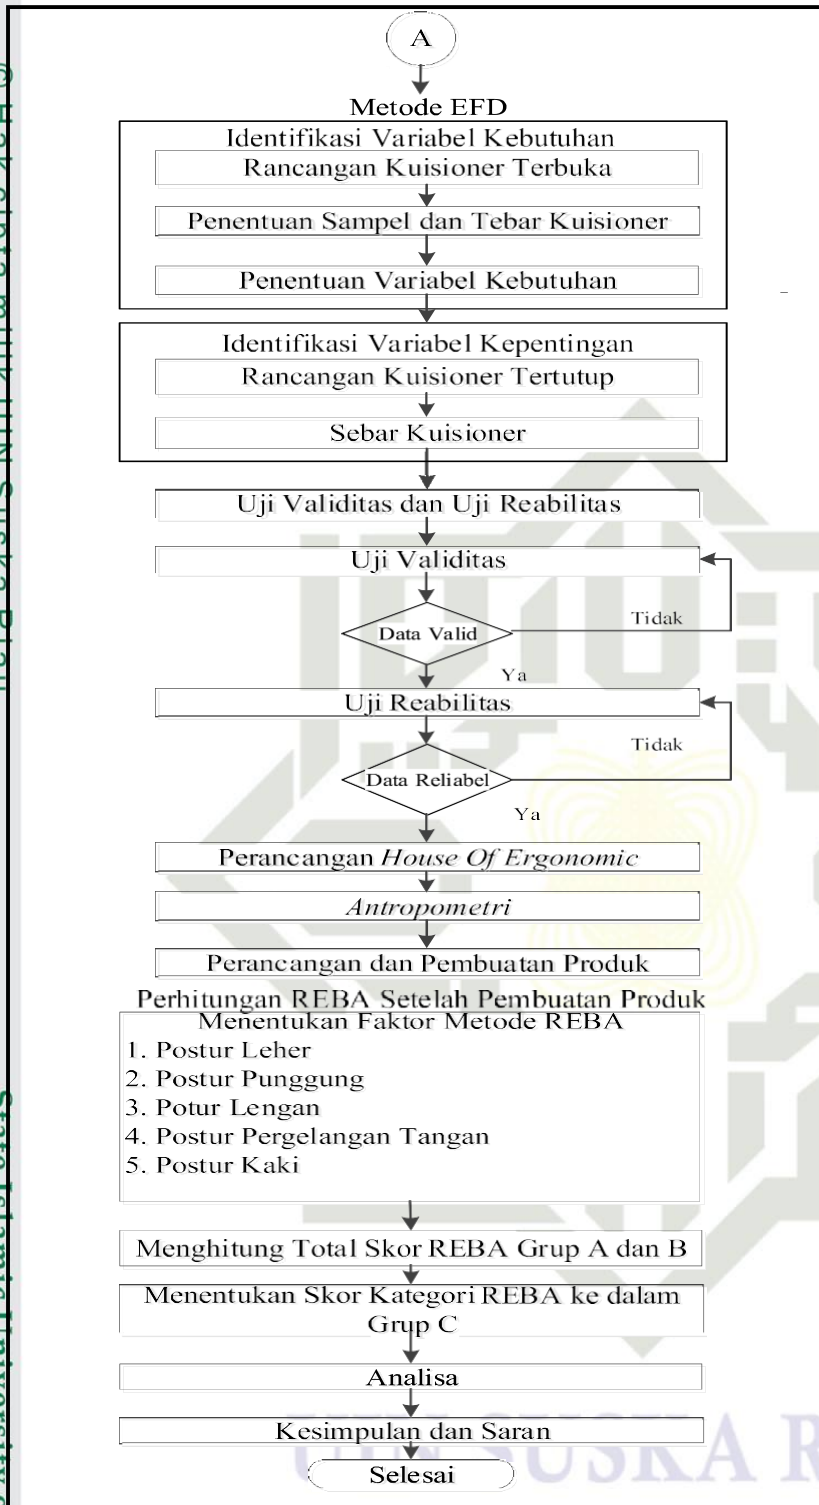 A
Metode EFD
Identifikasi Variabel Kebutuhan
Rancangan Kuisioner Terbuka
Penentuan Sampel dan Tebar Kuisioner
Penentuan Variabel Kebutuhan
Identifikasi Variabel Kepentingan
Rancangan Kuisioner Tertutup
Sebar Kuisioner
Uji Validitas dan Uji Reabilitas
Uji Validitas
Tidak
Data Valid
Ya
Uji Reabilitas
Tidak
Data Reliabel
Ya
Perancangan House Of Ergonomic
Antropometri
Perancangan dan Pembuatan Produk
Perhitungan REBA Setelah Pembuatan Produk
Menentukan Faktor Metode REBA
1. Postur Leher
2. Postur Punggung
3. Potur Lengan
4. Postur Pergelangan Tangan
5. Postur Kaki
Menghitung Total Skor REBA Grup A dan B
Menentukan Skor Kategori REBA ke dalam
Grup C
Analisa
Kesimpulan dan Saran
Selesai
UIN SUSKA R